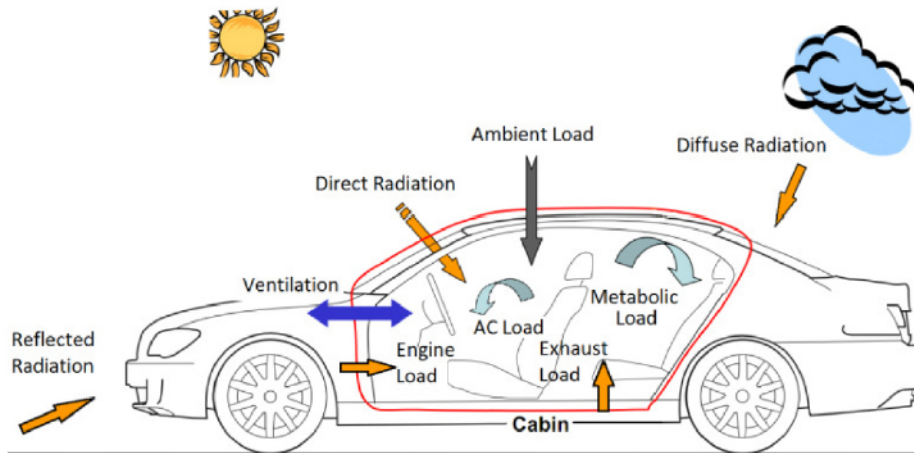 Ambient Load
Diffuse Radiation
Direct Radiation
Ventilation
Metabolic
Load
AC Load
Reflected
Radiation
Engine
Load
Exhaust
Load
Cabin